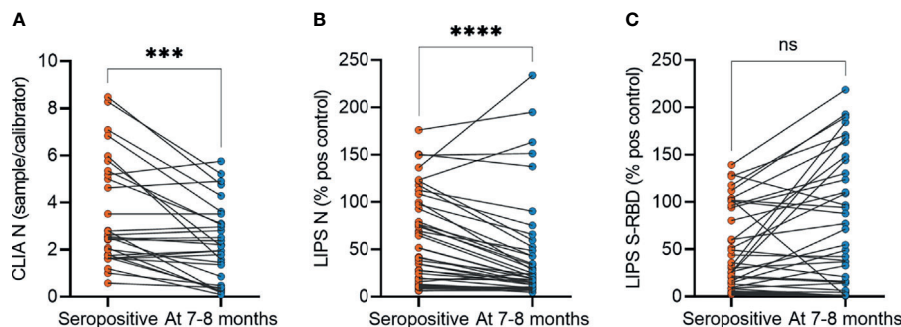 A
***
CLIA N (sample/calibrator)
10
8
6
4
2
0
Seropositive At 7-8 months
B
****
LIPS N (% pos control)
250
200
150
100
50
0
Seropositive At 7-8 months
C
ns
LIPS S-RBD (% pos control)
250
200
150
100
50
0
Seropositive At 7-8 months